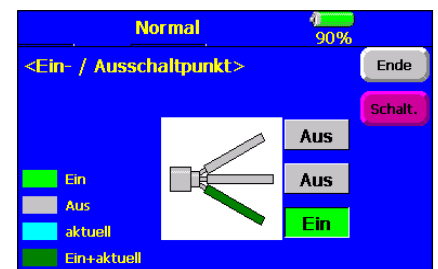 Normal
90%
<Ein- / Ausschaltpunkt>
Ende
Schalt.
Aus
Aus
Ein
Ein
Aus
aktuell
Ein+aktuell